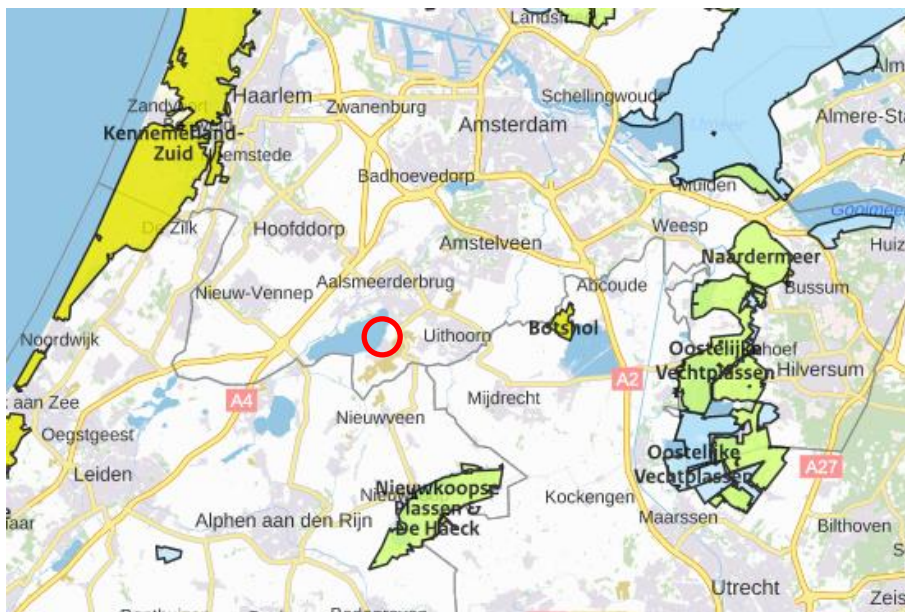 Landsm
Haarlem
Zwanenburg
Schellingwoude
Alm
Zandvoort
Amsterdam
Almere-Sta
Kennemerland-
Zuid
Badhoevedorp
Muiden
Gooimeer
De Zilk
Hoofddorp
Amstelveen
Weesp
Huiz
Naardermeer
Aalsmeerderbrug
Abcoude
Bussum
Nieuw-Vennep
Noordwijk
Uithoorn
Botshol
Oostelijke
Vechtplassen
Hilversum
A2
A4
Mijdrecht
k aan Zee
Nieuwveen
Oegstgeest
Oostelijke
Vechtplassen
A27
Leiden
Nieuwkoopse
Plassen &
De Haeck
Kockengen
Alphen aan den Rijn
Maarssen
Bilthoven
Utrecht
Zeis